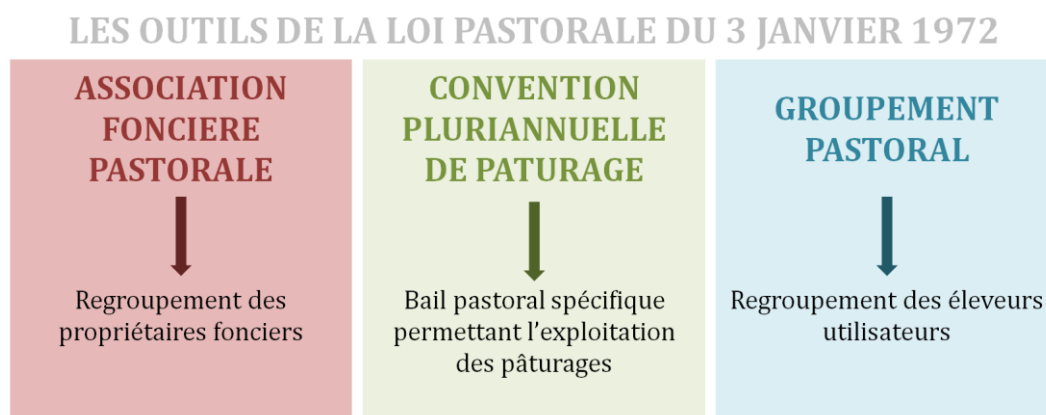 LES OUTILS DE LA LOI PASTORALE DU 3 JANVIER 1972
ASSOCIATION
FONCIERE
PASTORALE
Regroupement des
propriétaires fonciers
CONVENTION
PLURIANNUELLE
DE PATURAGE
Bail pastoral spécifique
permettant l'exploitation
des pâturages
GROUPEMENT
PASTORAL
Regroupement des éleveurs
utilisateurs